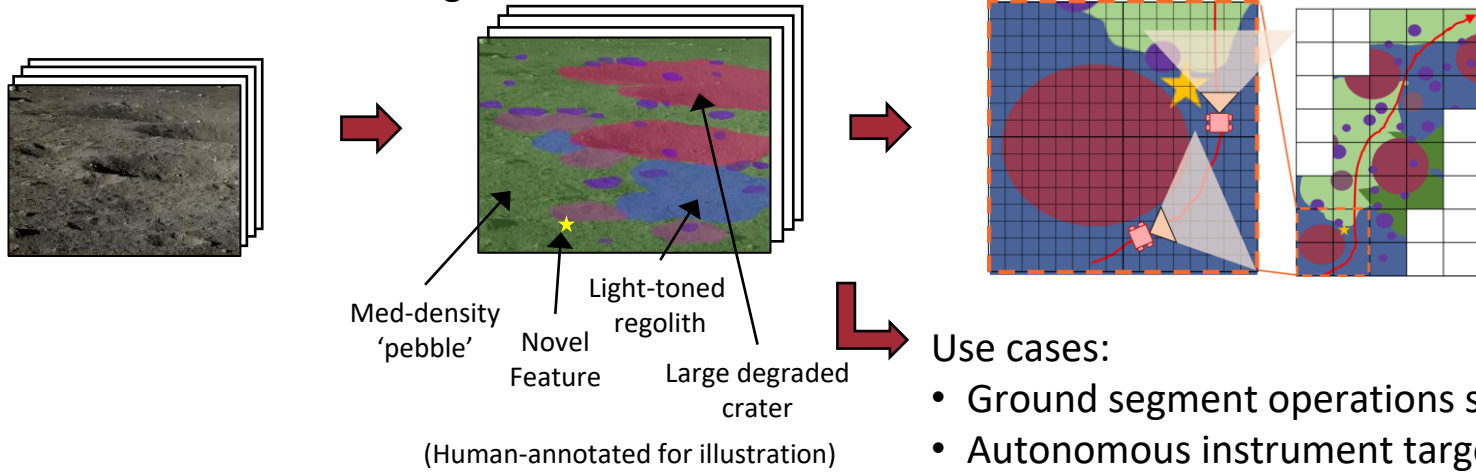 Med-density
'pebble'
Novel
Feature
Light-toned
regolith
Large degraded
crater
(Human-annotated for illustration)
Use cases:
• Ground segment operations s
• Autonomous instrument targe